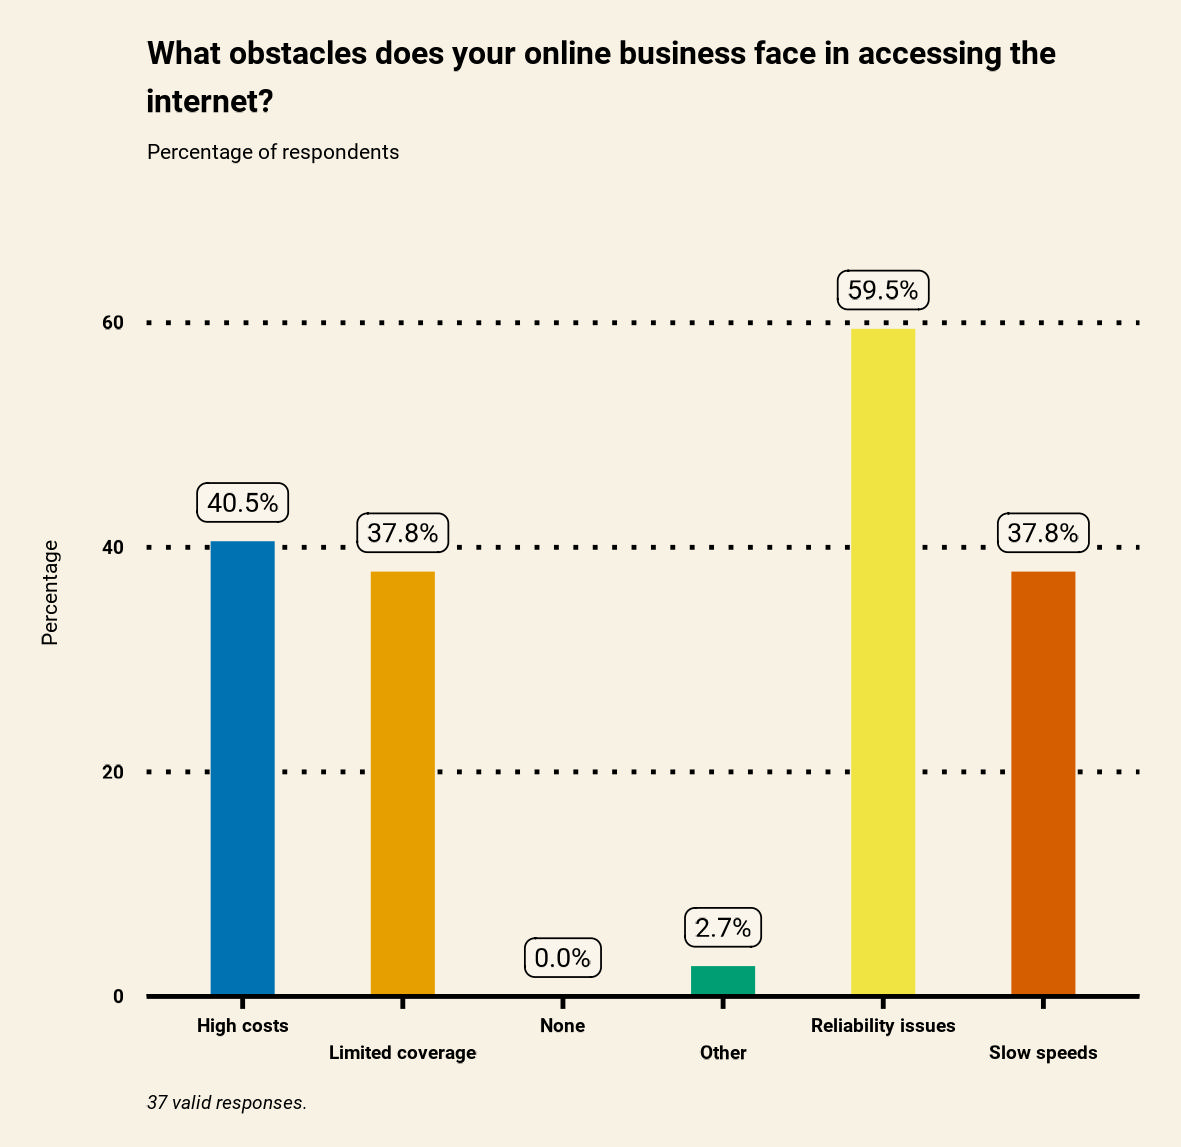 What obstacles does your online business face in accessing the
internet?
Percentage of respondents
59.5%
60
40.5%
37.8%
37.8%
40
Percentage
20
2.7%
0.0%
0
High costs
None
Reliability issues
Limited coverage
Other
Slow speeds
37 valid responses.